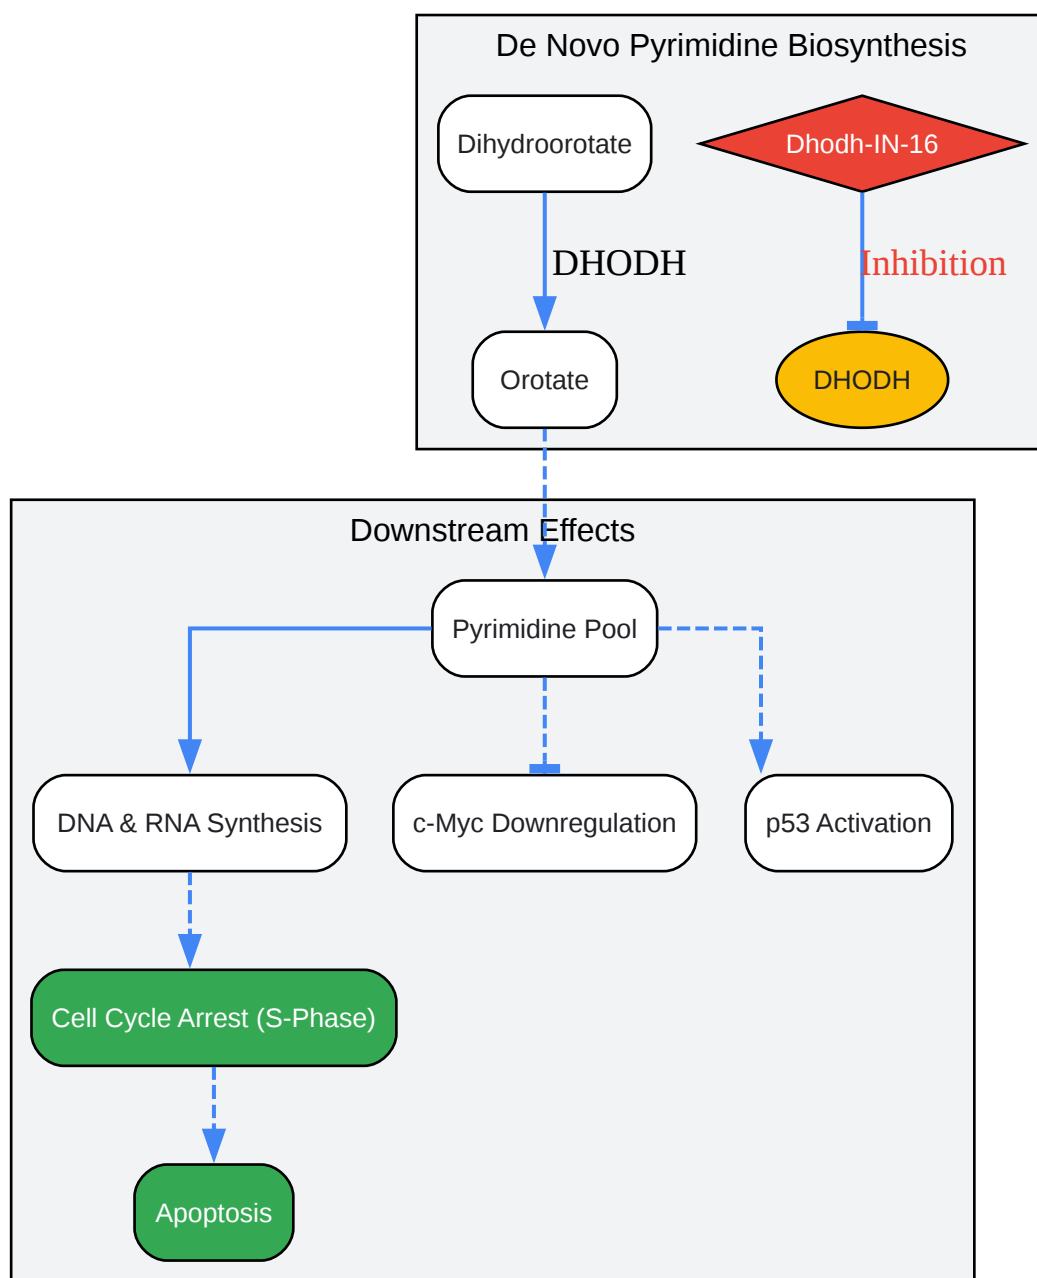 De Novo Pyrimidine Biosynthesis
Dihydroorotate
Dhodh-IN-16
DHODH
Inhibition
Orotate
DHODH
Downstream Effects
Pyrimidine Pool
DNA & RNA Synthesis
c-Myc Downregulation
p53 Activation
Cell Cycle Arrest (S-Phase)
Apoptosis